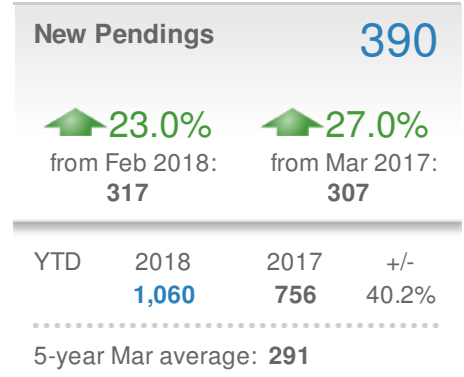 New Pendings 390
23.0% 27.0%
from Feb 2018: from Mar 2017:
317 307
YTD 2018 2017 +/-
1,060 756 40.2%
5-year Mar average: 291